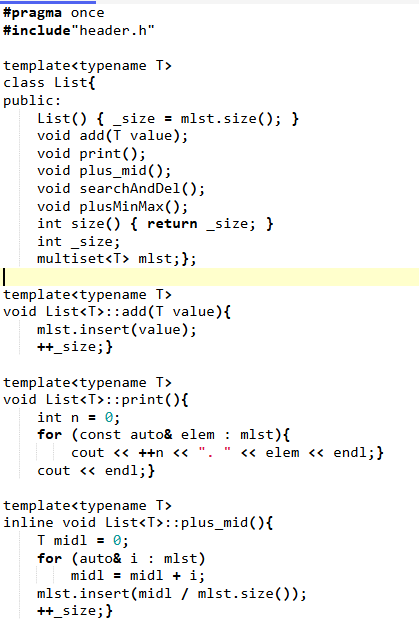 #pragma once
#include"header.h"
template<typename T>
class List{
public:
    List() { _size = mlst.size(); }
    void add(T value);
    void print();
    void plus_mid();
    void searchAndDel();
    void plusMinMax();
    int size() { return _size; }
    int _size;
    multiset<T> mlst;};
template<typename T>
void List<T>::add(T value){
    mlst.insert(value);
    ++_size;}
template<typename T>
void List<T>::print(){
    int n = 0;
    for (const auto& elem : mlst){
        cout << ++n << ". " << elem << endl;}
    cout << endl;}
template<typename T>
inline void List<T>::plus_mid(){
    T midl = 0;
    for (auto& i : mlst)
        midl = midl + i;
    mlst.insert(midl / mlst.size());
    ++_size;}